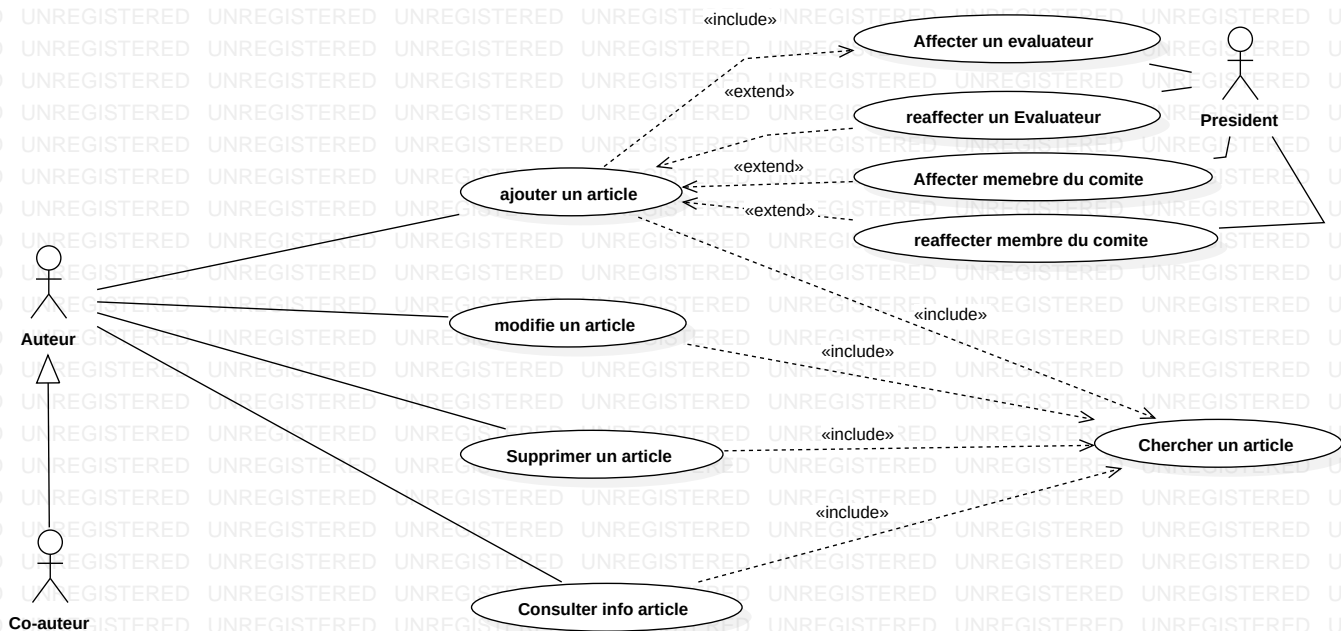 «include»
Affecter un evaluateur
«extend»
reaffecter un Evaluateur
President
«extend»
Affecter memebre du comite
ajouter un article
«extend»
reaffecter membre du comite
«include»
modifie un article
Auteur
«include»
«include»
Chercher un article
Supprimer un article
«include»
Consulter info article
Co-auteur
UNREGISTERED